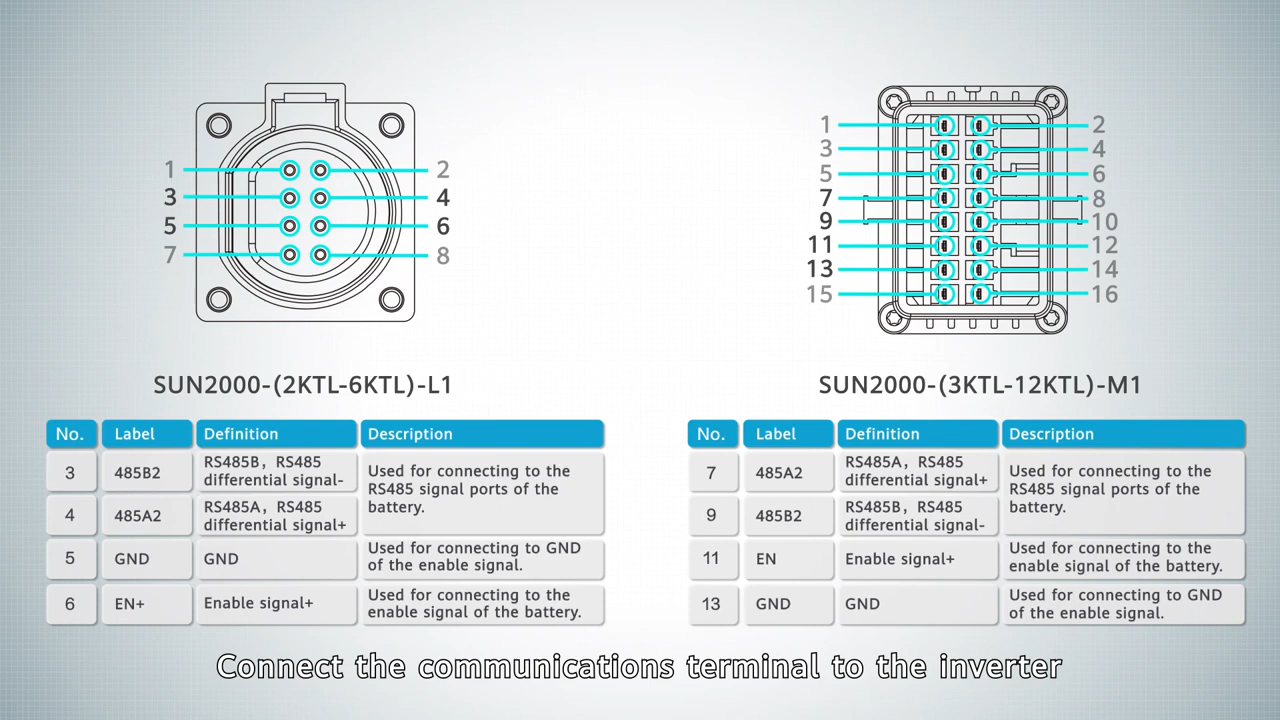 1 2
3 4
5 6
7 8
SUN2000-(2KTL-6KTL)-L1
No. Label Definition Description
3 485B2 RS485B, RS485 differential signal- Used for connecting to the RS485 signal ports of the battery.
4 485A2 RS485A, RS485 differential signal+
5 GND GND Used for connecting to GND of the enable signal.
6 EN+ Enable signal+ Used for connecting to the enable signal of the battery.
1 2
3 4
5 6
7 8
9 10
11 12
13 14
15 16
SUN2000-(3KTL-12KTL)-M1
No. Label Definition Description
7 485A2 RS485A, RS485 differential signal+ Used for connecting to the RS485 signal ports of the battery.
9 485B2 RS485B, RS485 differential signal-
11 EN Enable signal+ Used for connecting to the enable signal of the battery.
13 GND GND Used for connecting to GND of the enable signal.
Connect the communications terminal to the inverter